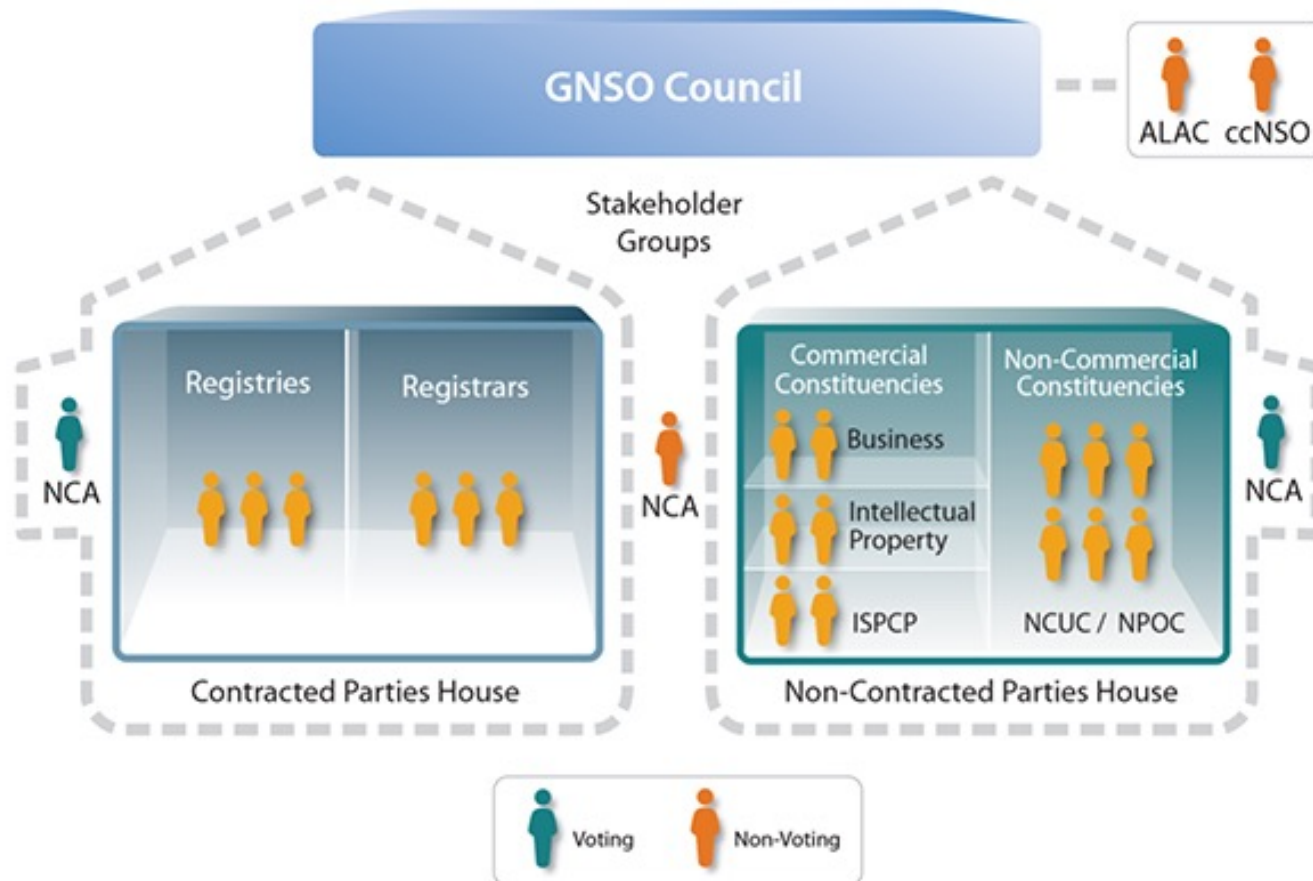 GNSO Council
ALAC ccNSO
Stakeholder
Groups
Registries
Registrars
Commercial
Constituencies
Non-Commercial
Constituencies
Business
Intellectual
Property
ISPCP
NCUC / NPOC
NCA
NCA
NCA
Contracted Parties House
Non-Contracted Parties House
Voting
Non-Voting